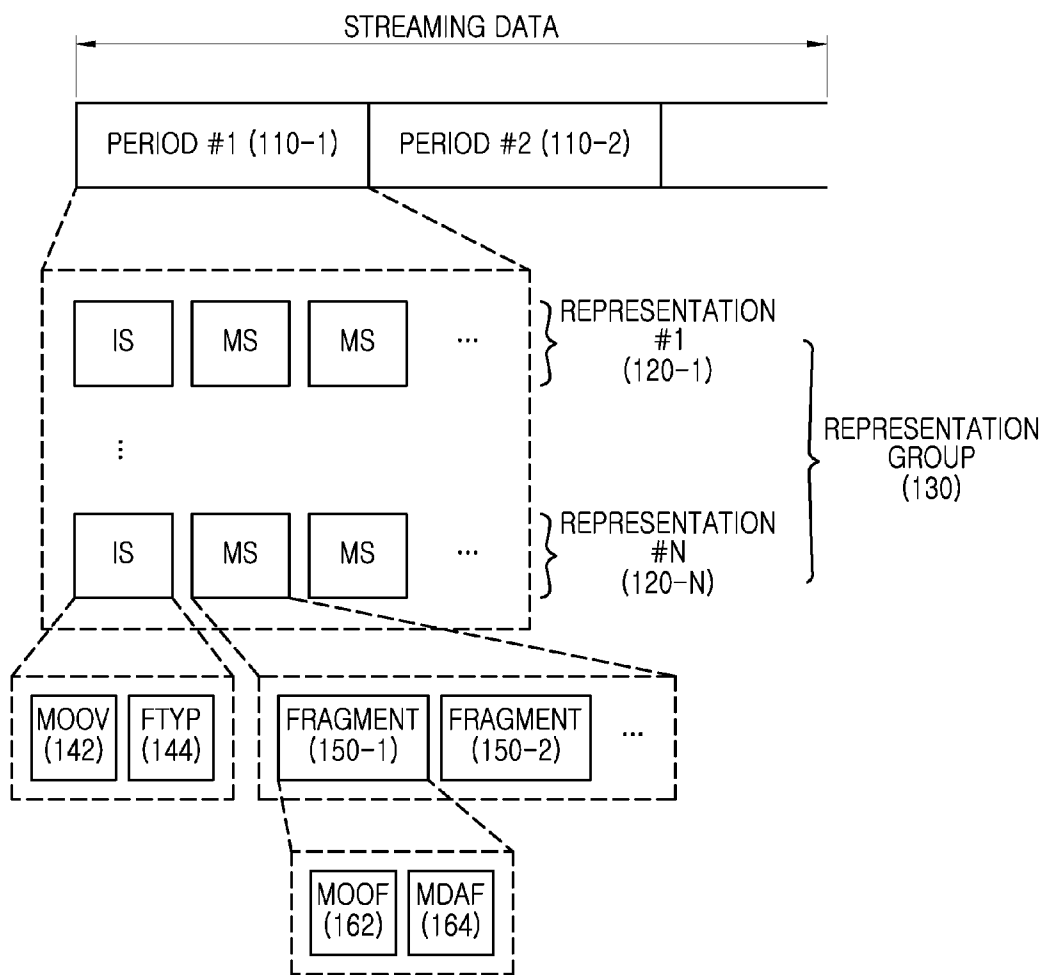 STREAMING DATA
PERIOD #1 (110-1)
PERIOD #2 (110-2)
IS
MS
MS
...
REPRESENTATION
#1
(120-1)
...
REPRESENTATION
GROUP
(130)
IS
MS
MS
...
REPRESENTATION
#N
(120-N)
MOOV
(142)
FTYP
(144)
FRAGMENT
(150-1)
FRAGMENT
(150-2)
...
MOOF
(162)
MDAF
(164)